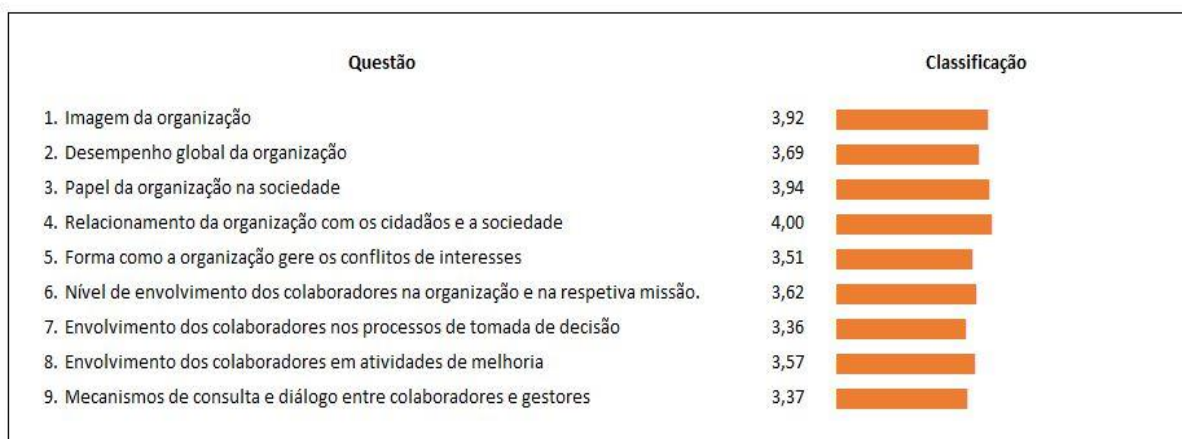 Questão Classificação
1. Imagem da organização 3,92
2. Desempenho global da organização 3,69
3. Papel da organização na sociedade 3,94
4. Relacionamento da organização com os cidadãos e a sociedade 4,00
5. Forma como a organização gere os conflitos de interesses 3,51
6. Nível de envolvimento dos colaboradores na organização e na respetiva missão. 3,62
7. Envolvimento dos colaboradores nos processos de tomada de decisão 3,36
8. Envolvimento dos colaboradores em atividades de melhoria 3,57
9. Mecanismos de consulta e diálogo entre colaboradores e gestores 3,37